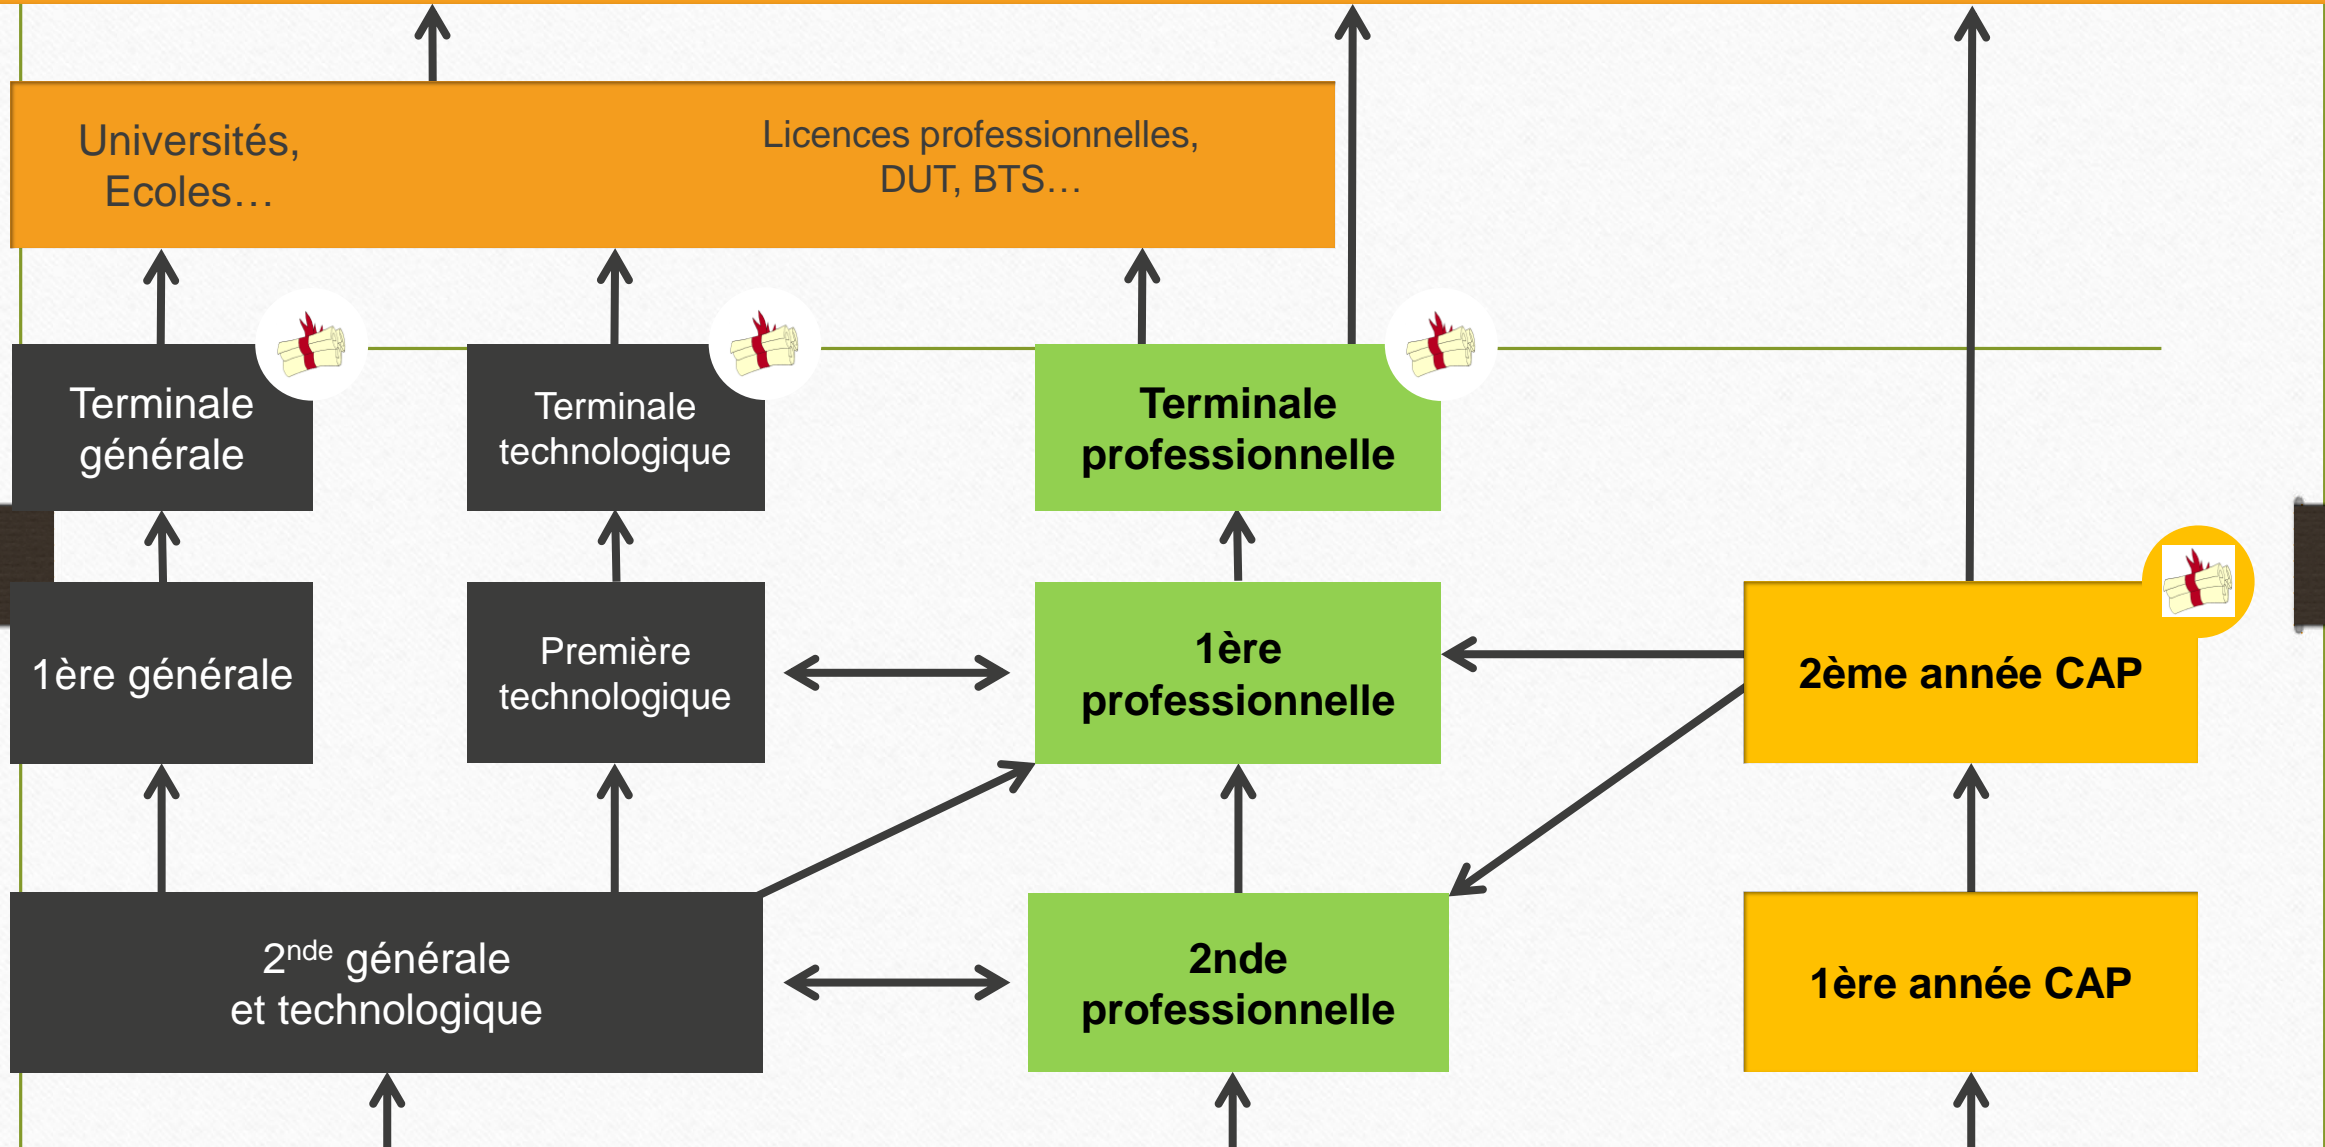 Universités,
Ecoles…
Licences professionnelles,
DUT, BTS…
Terminale
générale
Terminale
technologique
Terminale
professionnelle
1ère générale
Première
technologique
1ère
professionnelle
2ème année CAP
2nde générale
et technologique
2nde
professionnelle
1ère année CAP